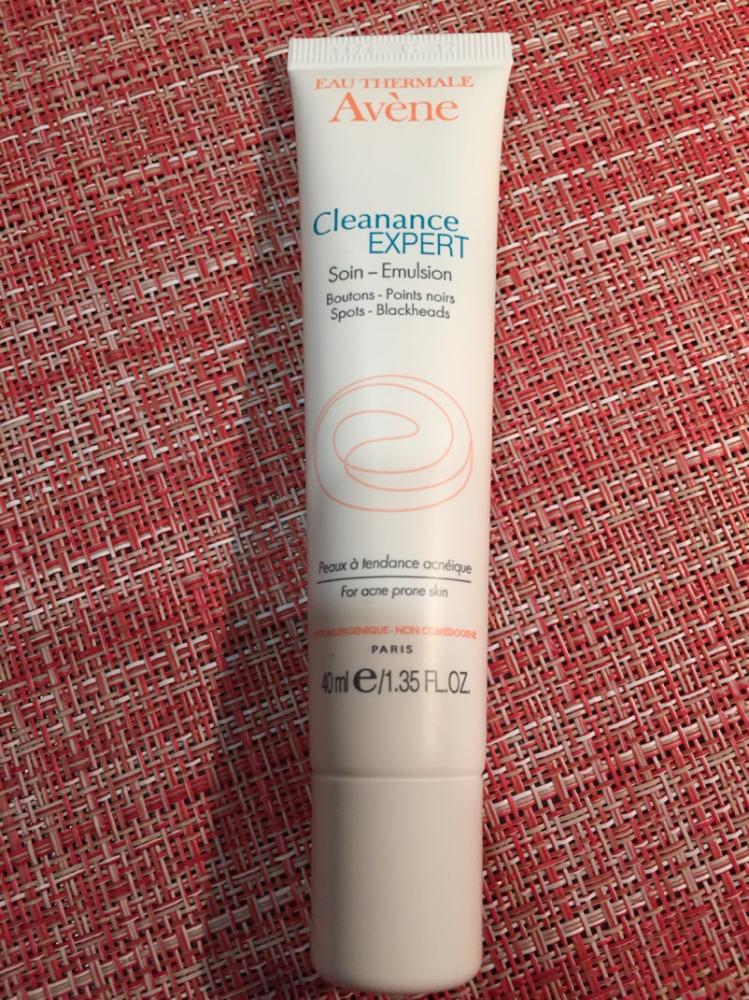 EAU THERMALE
Avène
Cleanance
EXPERT
Soin – Emulsion
Boutons - Points noirs
Spots - Blackheads
Peaux à tendance acnéique
For acne prone skin
HYPOALLERGENIQUE - NON COMEDOGENE
PARIS
40 ml e/1.35 FL.OZ.